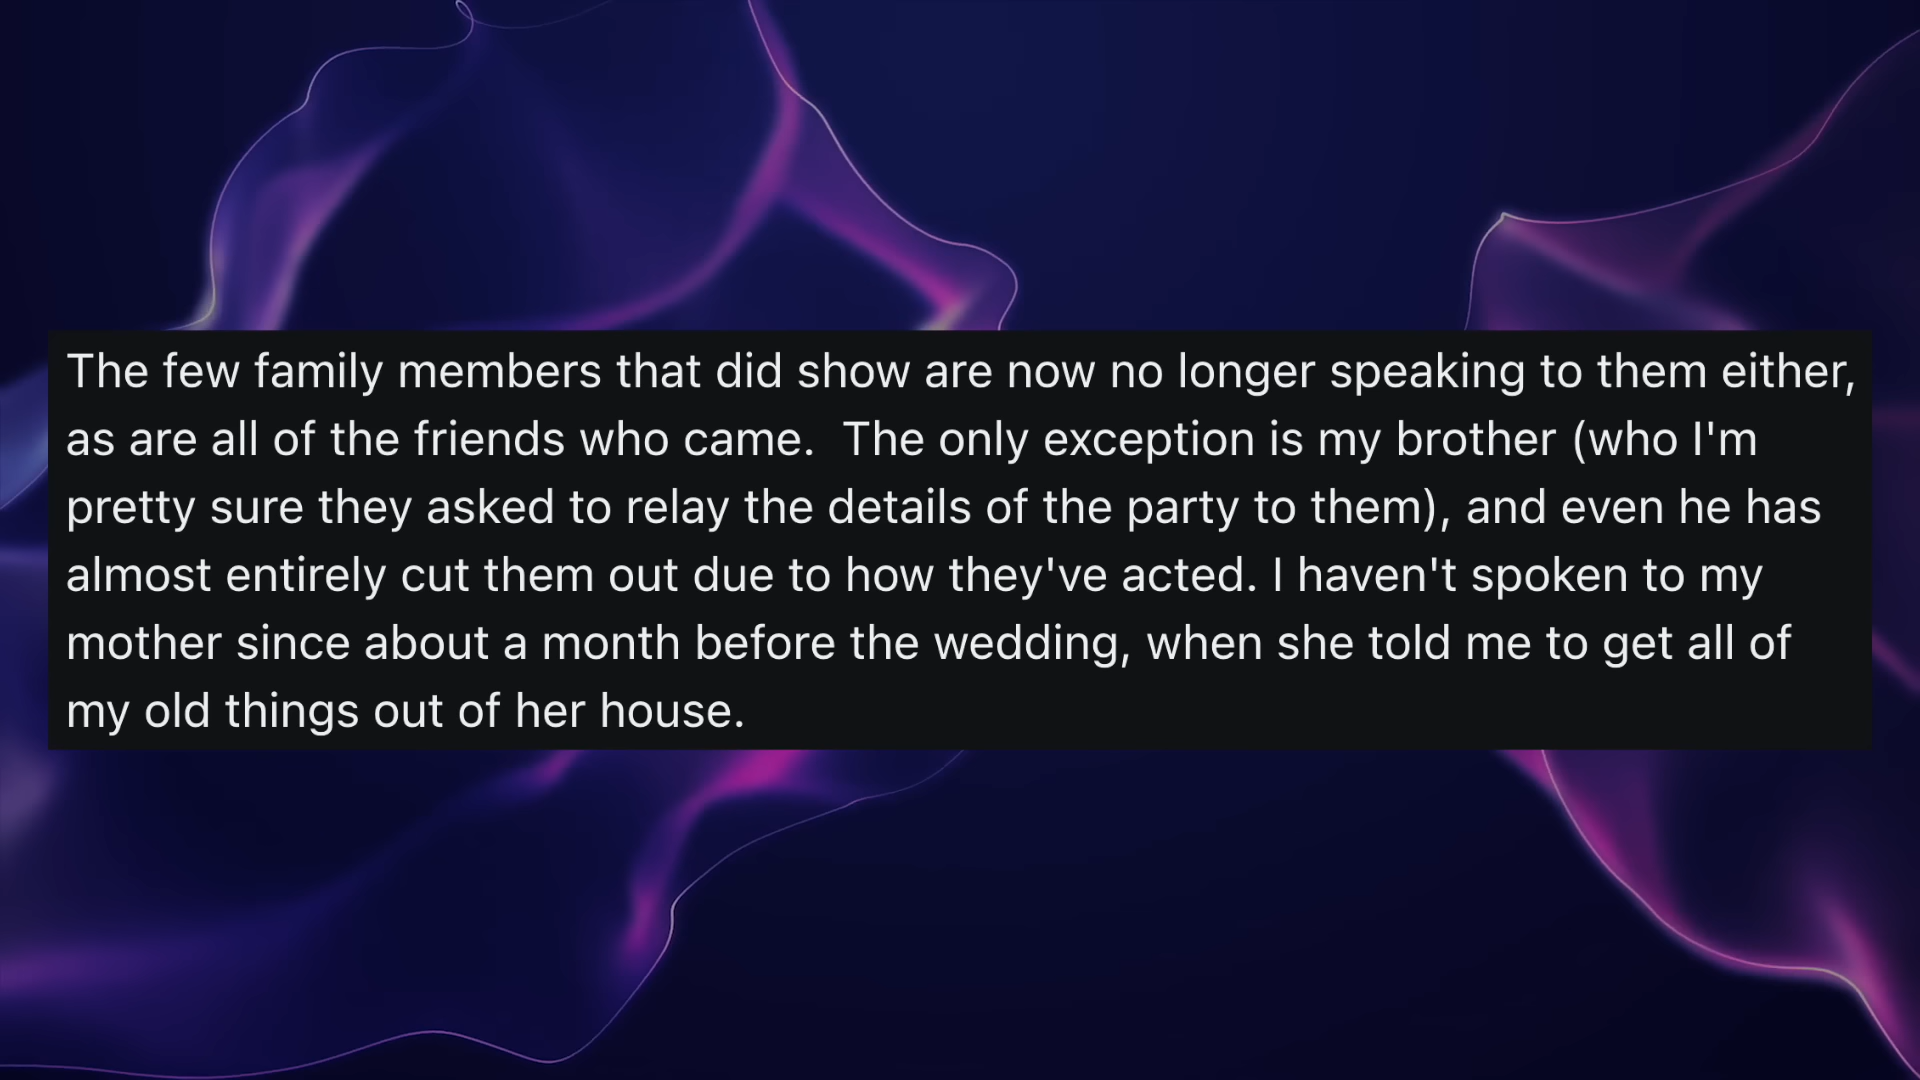 The few family members that did show are now no longer speaking to them either,
as are all of the friends who came.  The only exception is my brother (who I'm
pretty sure they asked to relay the details of the party to them), and even he has
almost entirely cut them out due to how they've acted. I haven't spoken to my
mother since about a month before the wedding, when she told me to get all of
my old things out of her house.